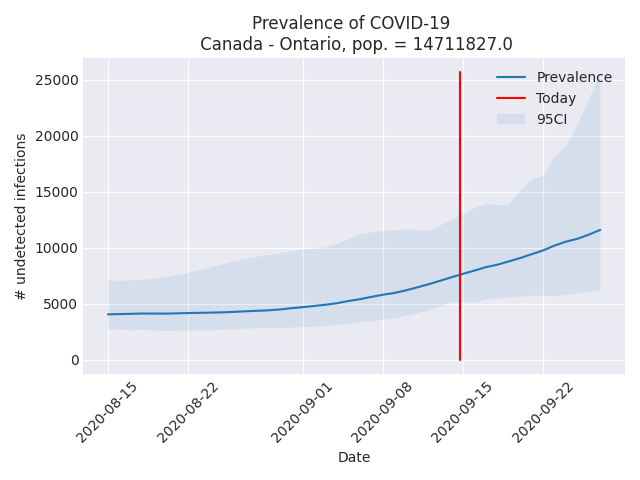 Prevalence of COVID-19
Canada - Ontario, pop. = 14711827.0
Prevalence
Today
95CI
# undetected infections
25000
20000
15000
10000
5000
0
2020-08-15
2020-08-22
2020-09-01
2020-09-08
2020-09-15
2020-09-22
Date